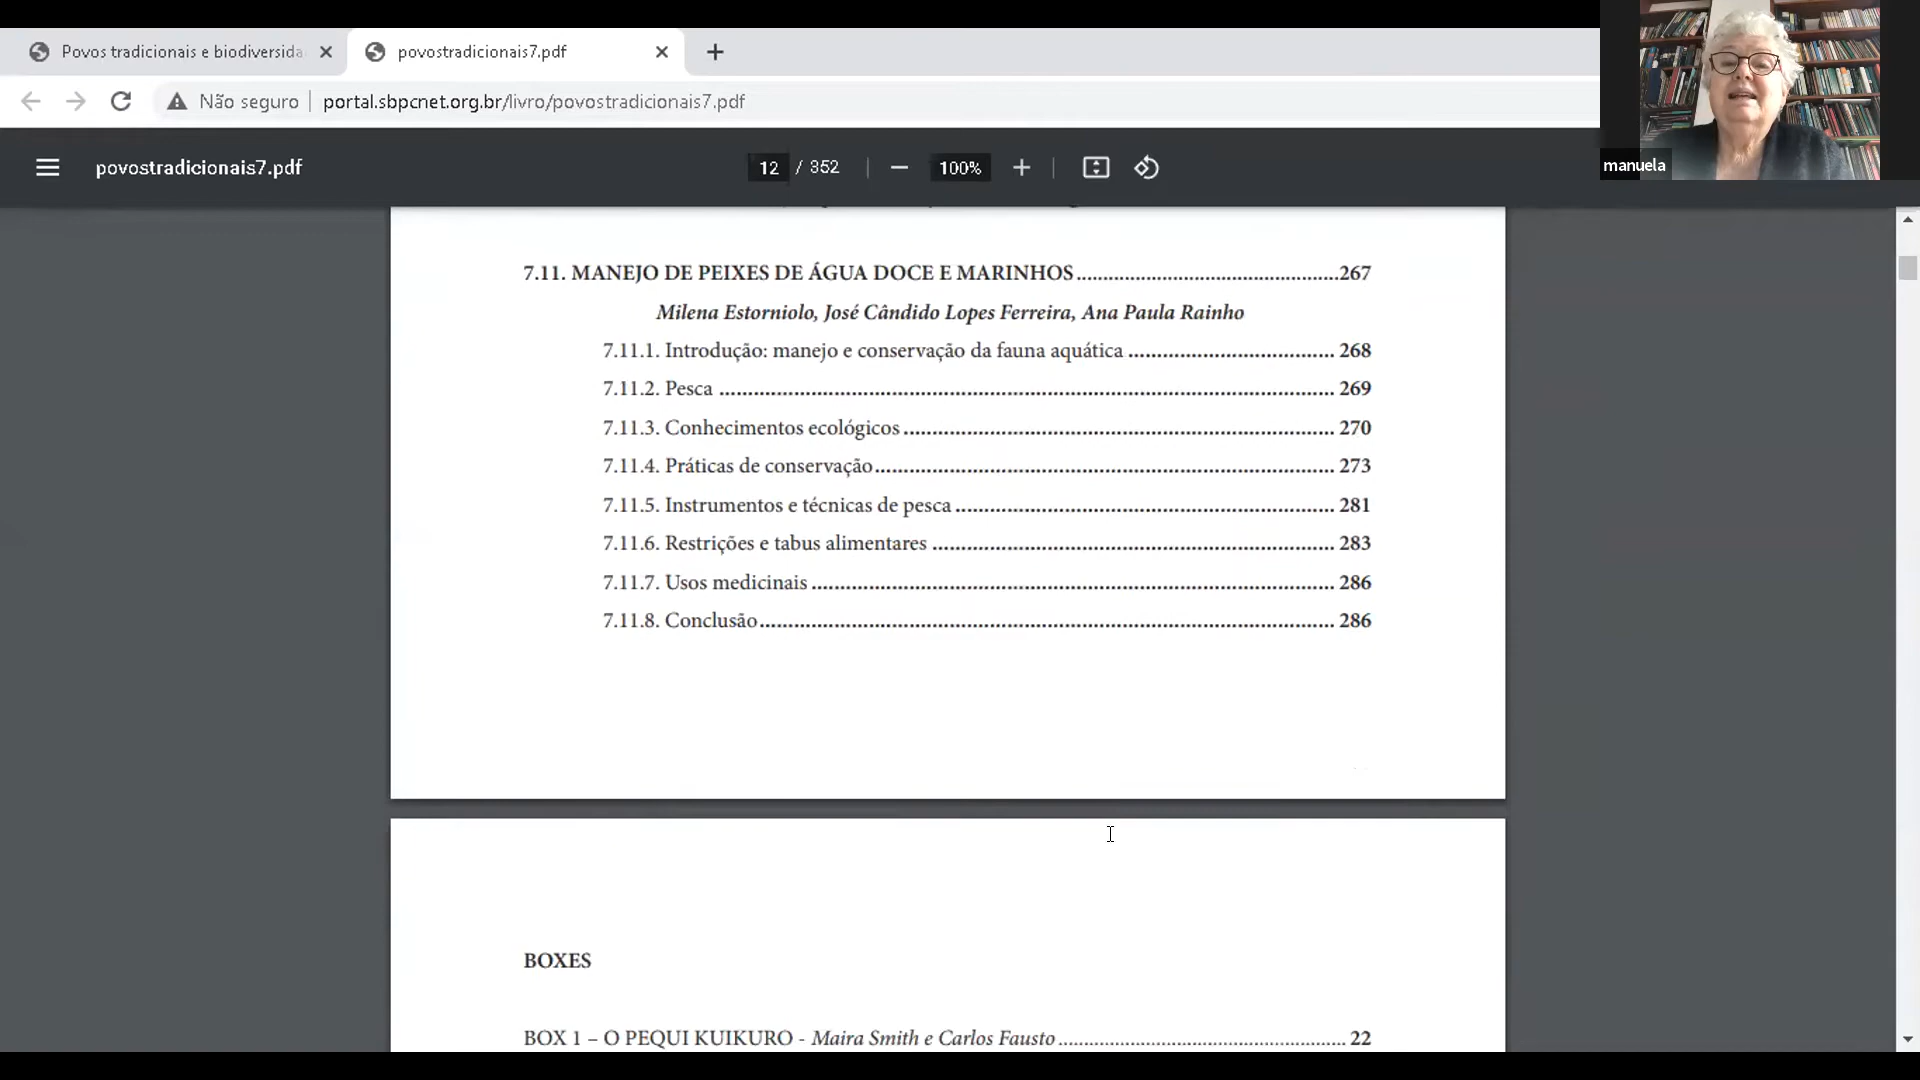 Povos tradicionais e biodiversida
povostradicionais7.pdf
Não seguro
portal.sbpcnet.org.br/livro/povostradicionais7.pdf
manuela
povostradicionais7.pdf
12 / 352
100%
7.11. MANEJO DE PEIXES DE ÁGUA DOCE E MARINHOS........................................267
Milena Estorniolo, José Cândido Lopes Ferreira, Ana Paula Rainho
7.11.1. Introdução: manejo e conservação da fauna aquática .................................. 268
7.11.2. Pesca ........................................................................................................ 269
7.11.3. Conhecimentos ecológicos ........................................................................ 270
7.11.4. Práticas de conservação............................................................................. 273
7.11.5. Instrumentos e técnicas de pesca ............................................................... 281
7.11.6. Restrições e tabus alimentares ................................................................... 283
7.11.7. Usos medicinais ........................................................................................ 286
7.11.8. Conclusão................................................................................................. 286
BOXES
BOX 1 – O PEQUI KUIKURO - Maira Smith e Carlos Fausto .................................................. 22